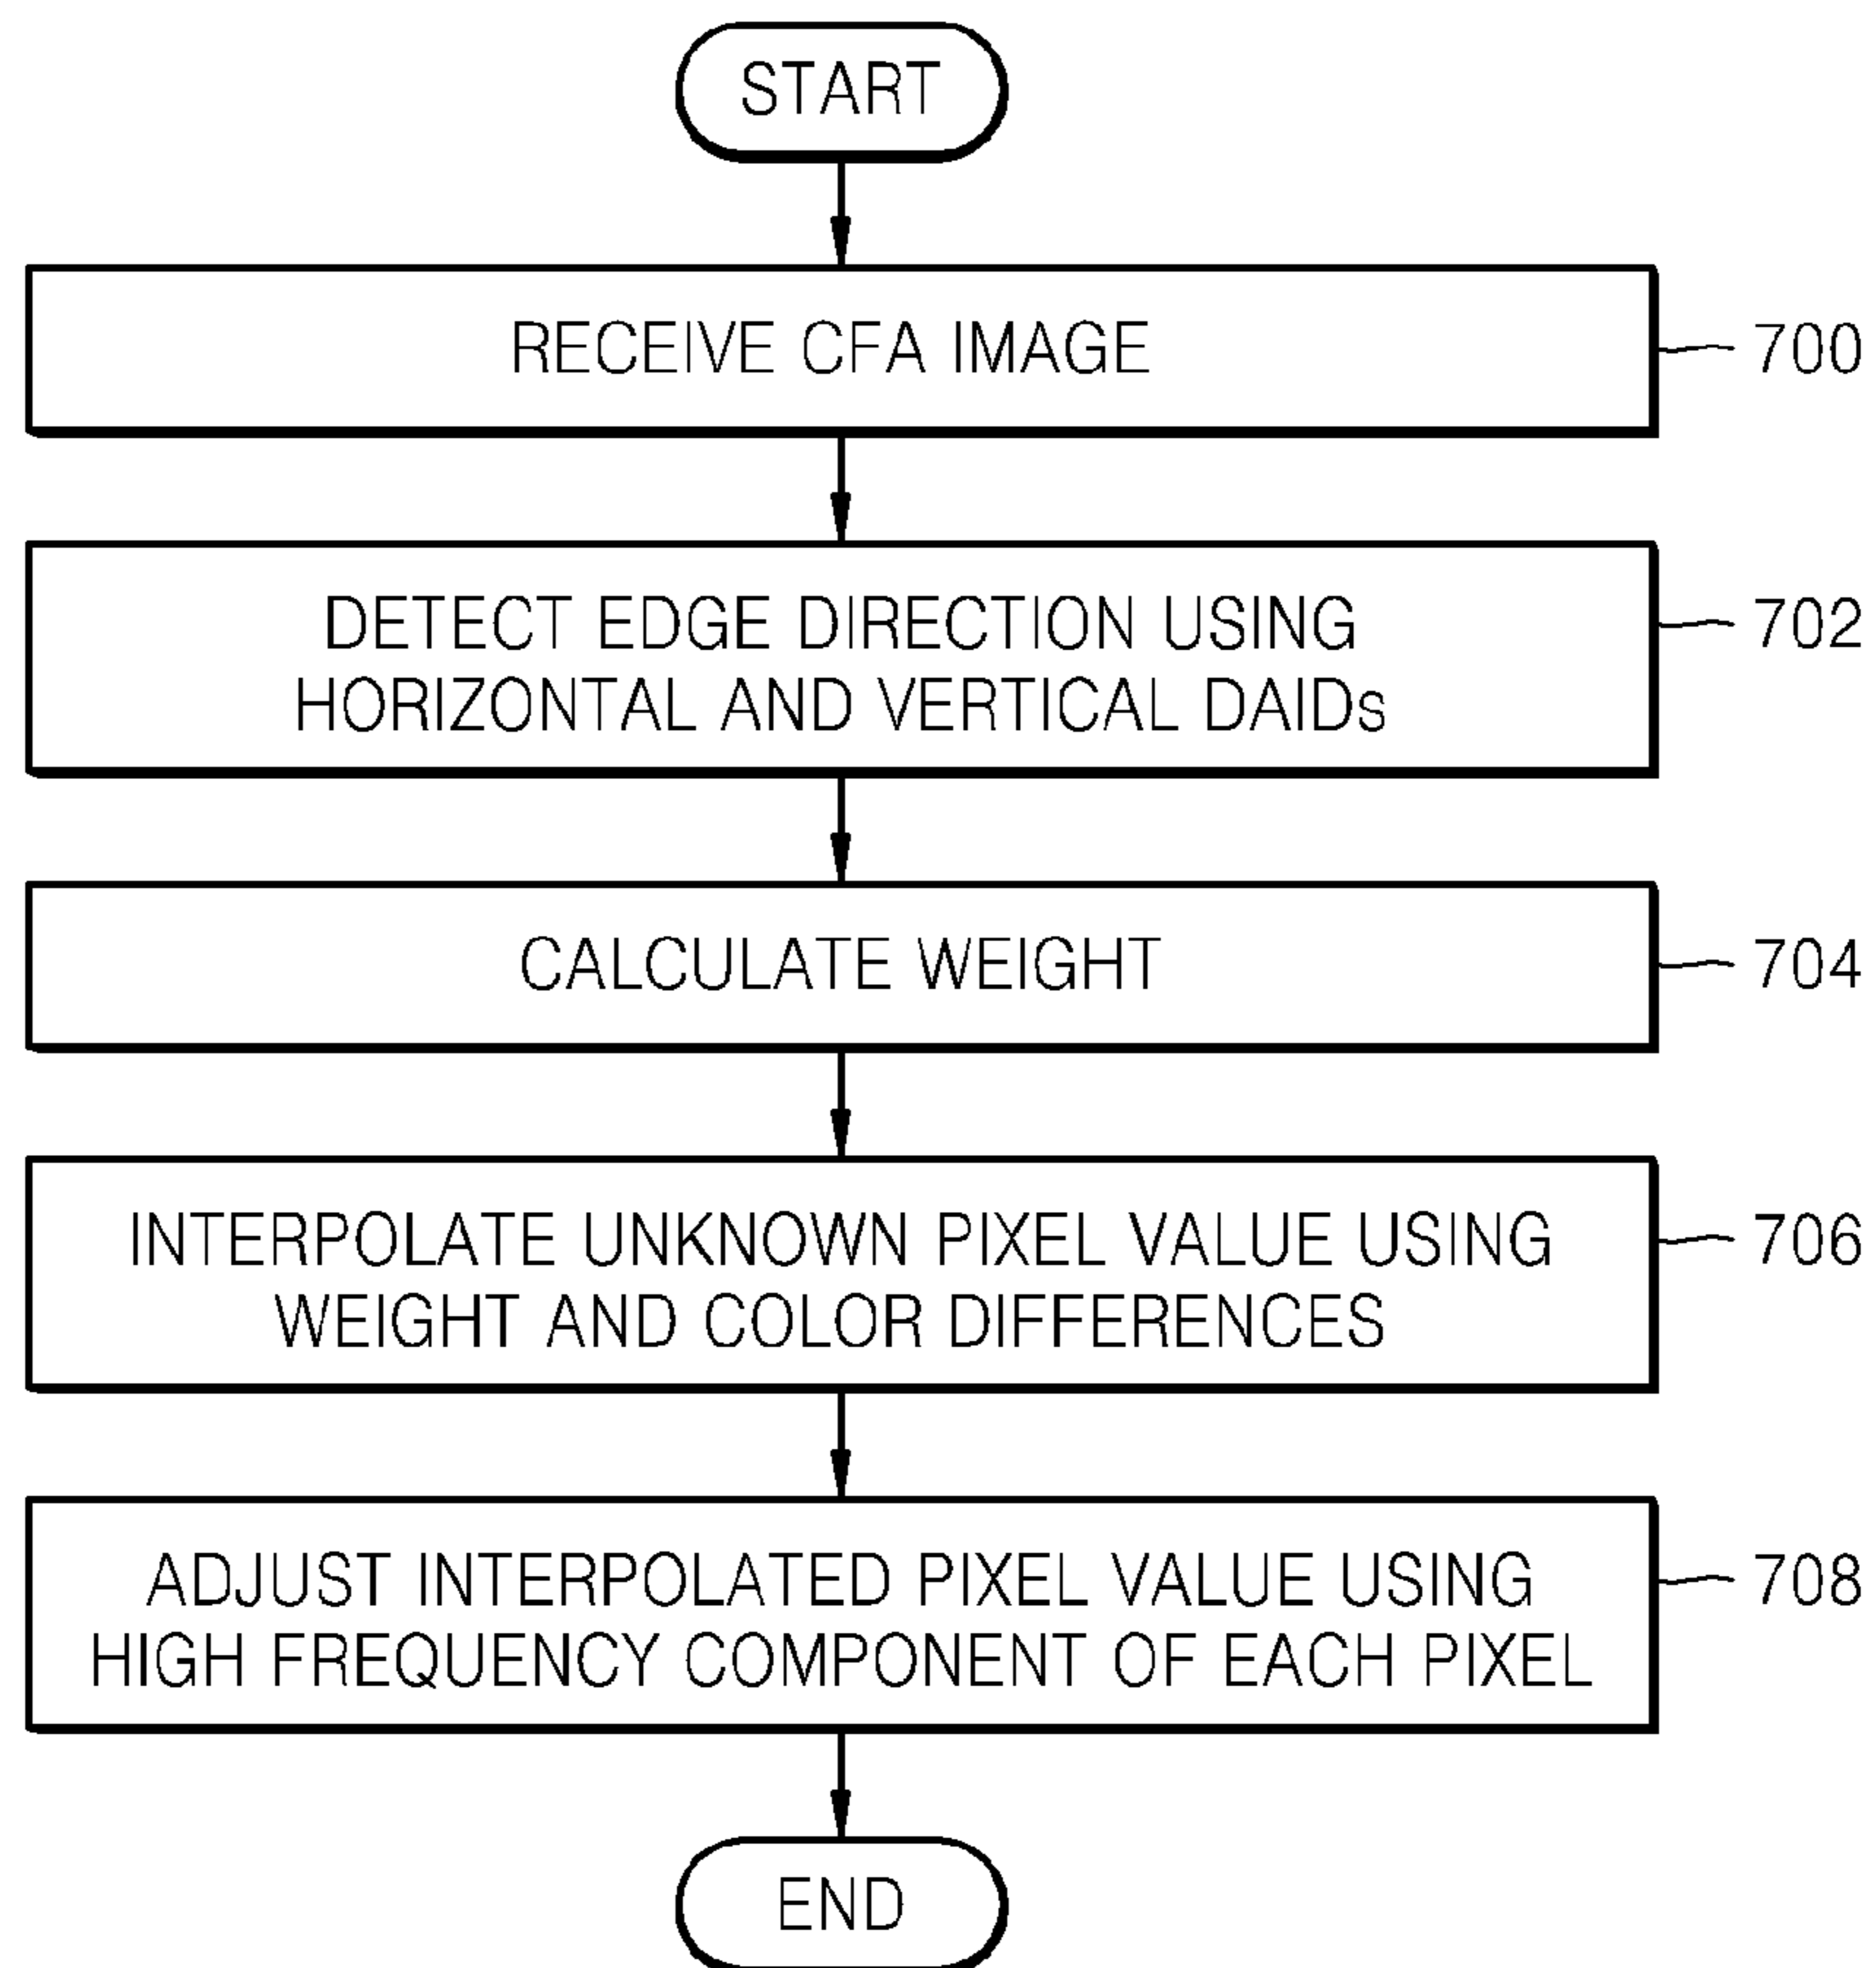 START
RECEIVE CFA IMAGE
700
DETECT EDGE DIRECTION USING
HORIZONTAL AND VERTICAL DAIDs
702
CALCULATE WEIGHT
704
INTERPOLATE UNKNOWN PIXEL VALUE USING
WEIGHT AND COLOR DIFFERENCES
706
ADJUST INTERPOLATED PIXEL VALUE USING
HIGH FREQUENCY COMPONENT OF EACH PIXEL
708
END